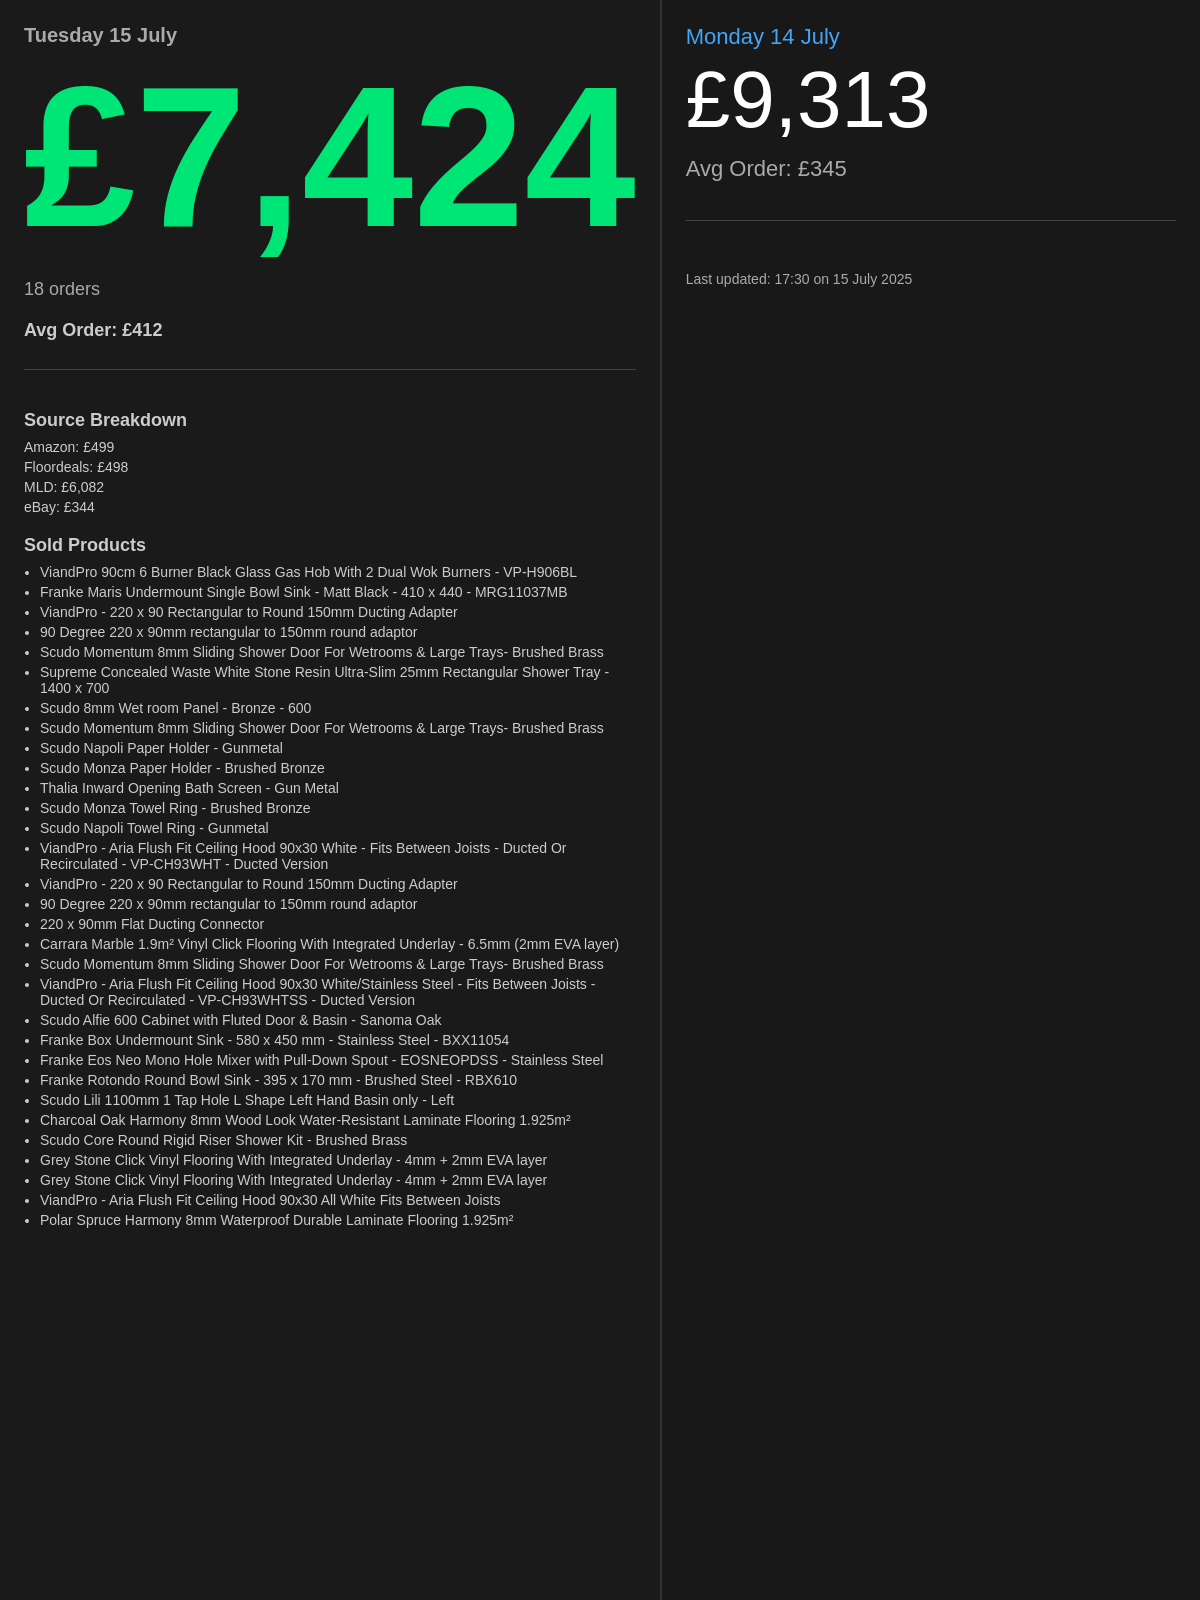 Tuesday 15 July
£7,424
18 orders
Avg Order: £412
Source Breakdown
Amazon: £499
Floordeals: £498
MLD: £6,082
eBay: £344
Sold Products
• ViandPro 90cm 6 Burner Black Glass Gas Hob With 2 Dual Wok Burners - VP-H906BL
• Franke Maris Undermount Single Bowl Sink - Matt Black - 410 x 440 - MRG11037MB
• ViandPro - 220 x 90 Rectangular to Round 150mm Ducting Adapter
• 90 Degree 220 x 90mm rectangular to 150mm round adaptor
• Scudo Momentum 8mm Sliding Shower Door For Wetrooms & Large Trays- Brushed Brass
• Supreme Concealed Waste White Stone Resin Ultra-Slim 25mm Rectangular Shower Tray -
1400 x 700
• Scudo 8mm Wet room Panel - Bronze - 600
• Scudo Momentum 8mm Sliding Shower Door For Wetrooms & Large Trays- Brushed Brass
• Scudo Napoli Paper Holder - Gunmetal
• Scudo Monza Paper Holder - Brushed Bronze
• Thalia Inward Opening Bath Screen - Gun Metal
• Scudo Monza Towel Ring - Brushed Bronze
• Scudo Napoli Towel Ring - Gunmetal
• ViandPro - Aria Flush Fit Ceiling Hood 90x30 White - Fits Between Joists - Ducted Or
Recirculated - VP-CH93WHT - Ducted Version
• ViandPro - 220 x 90 Rectangular to Round 150mm Ducting Adapter
• 90 Degree 220 x 90mm rectangular to 150mm round adaptor
• 220 x 90mm Flat Ducting Connector
• Carrara Marble 1.9m² Vinyl Click Flooring With Integrated Underlay - 6.5mm (2mm EVA layer)
• Scudo Momentum 8mm Sliding Shower Door For Wetrooms & Large Trays- Brushed Brass
• ViandPro - Aria Flush Fit Ceiling Hood 90x30 White/Stainless Steel - Fits Between Joists -
Ducted Or Recirculated - VP-CH93WHTSS - Ducted Version
• Scudo Alfie 600 Cabinet with Fluted Door & Basin - Sanoma Oak
• Franke Box Undermount Sink - 580 x 450 mm - Stainless Steel - BXX11054
• Franke Eos Neo Mono Hole Mixer with Pull-Down Spout - EOSNEOPDSS - Stainless Steel
• Franke Rotondo Round Bowl Sink - 395 x 170 mm - Brushed Steel - RBX610
• Scudo Lili 1100mm 1 Tap Hole L Shape Left Hand Basin only - Left
• Charcoal Oak Harmony 8mm Wood Look Water-Resistant Laminate Flooring 1.925m²
• Scudo Core Round Rigid Riser Shower Kit - Brushed Brass
• Grey Stone Click Vinyl Flooring With Integrated Underlay - 4mm + 2mm EVA layer
• Grey Stone Click Vinyl Flooring With Integrated Underlay - 4mm + 2mm EVA layer
• ViandPro - Aria Flush Fit Ceiling Hood 90x30 All White Fits Between Joists
• Polar Spruce Harmony 8mm Waterproof Durable Laminate Flooring 1.925m²
Monday 14 July
£9,313
Avg Order: £345
Last updated: 17:30 on 15 July 2025